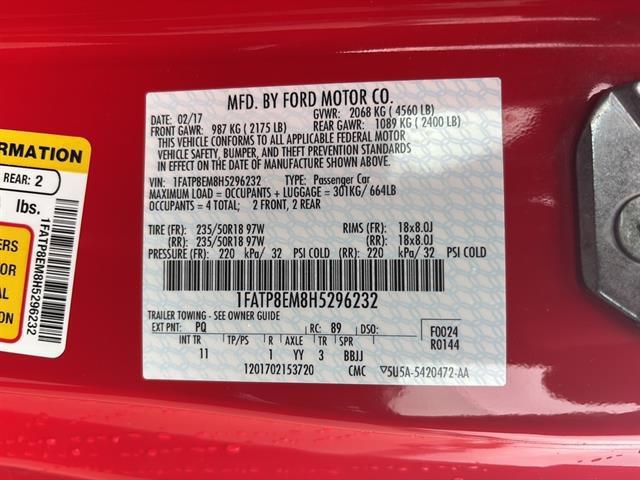 MFD. BY FORD MOTOR CO.
DATE: 02/17 GVWR: 2068 KG ( 4560 LB)
FRONT GAWR: 987 KG ( 2175 LB) REAR GAWR: 1089 KG ( 2400 LB)
THIS VEHICLE CONFORMS TO ALL APPLICABLE FEDERAL MOTOR
VEHICLE SAFETY, BUMPER, AND THEFT PREVENTION STANDARDS
IN EFFECT ON THE DATE OF MANUFACTURE SHOWN ABOVE.
VIN: 1FATP8EM8H5296232 TYPE: Passenger Car
MAXIMUM LOAD = OCCUPANTS + LUGGAGE = 301KG/ 664LB
OCCUPANTS = 4 TOTAL; 2 FRONT, 2 REAR
TIRE (FR): 235/50R18 97W RIMS (FR): 18x8.0J
(RR): 235/50R18 97W (RR): 18x8.0J
PRESSURE (FR): 220 kPa/ 32 PSI COLD (RR): 220 kPa/ 32 PSI COLD
1FATP8EM8H5296232
TRAILER TOWING - SEE OWNER GUIDE
EXT PNT: PQ RC: 89 DSO: F0024
R0144
INT TR TP/PS R AXLE TR SPR
11 1 YY 3 BBJJ
1201702153720 CMC ▽5U5A-5420472-AA
ORMATION
REAR: 2
lbs.
ERS
1FATP8EM8H5296232